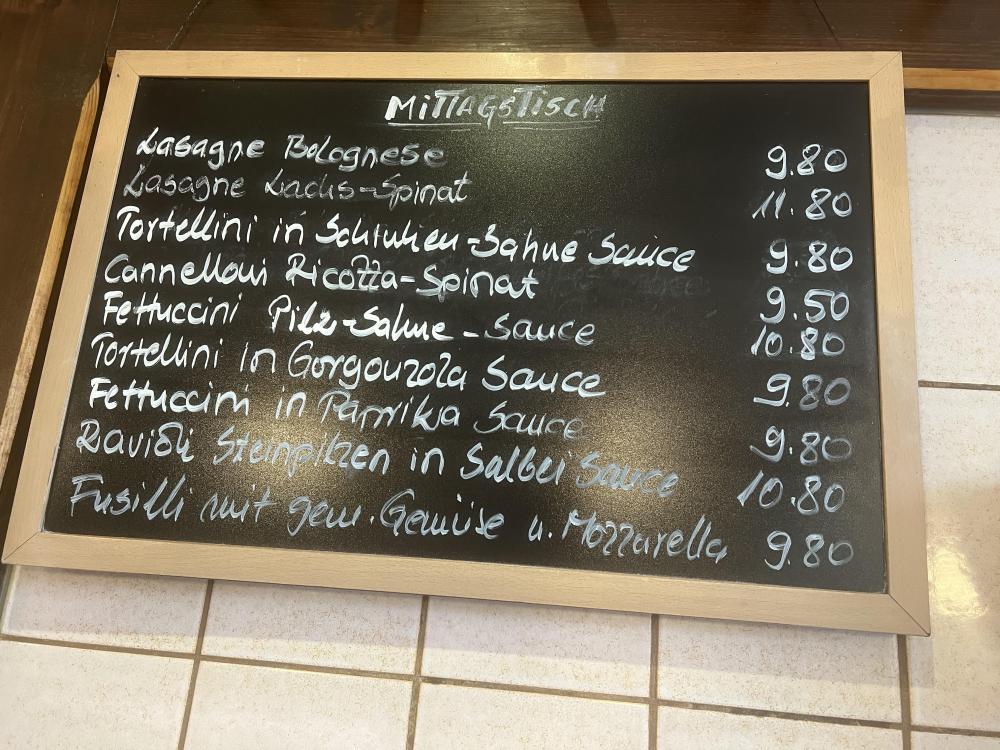 MITTAGSTISCH
Lasagne Bolognese 9.80
Lasagne Lachs-Spinat 11.80
Tortellini in Schinken-Sahne Sauce 9.80
Cannelloni Ricotta-Spinat 9.50
Fettuccini Pilz-Sahne-Sauce 10.80
Tortellini in Gorgonzola Sauce 9.80
Fettuccini in Paprika Sauce 9.80
Ravioli Steinpilzen in Salbei Sauce 10.80
Fusilli mit gem. Gemüse u. Mozzarella 9.80